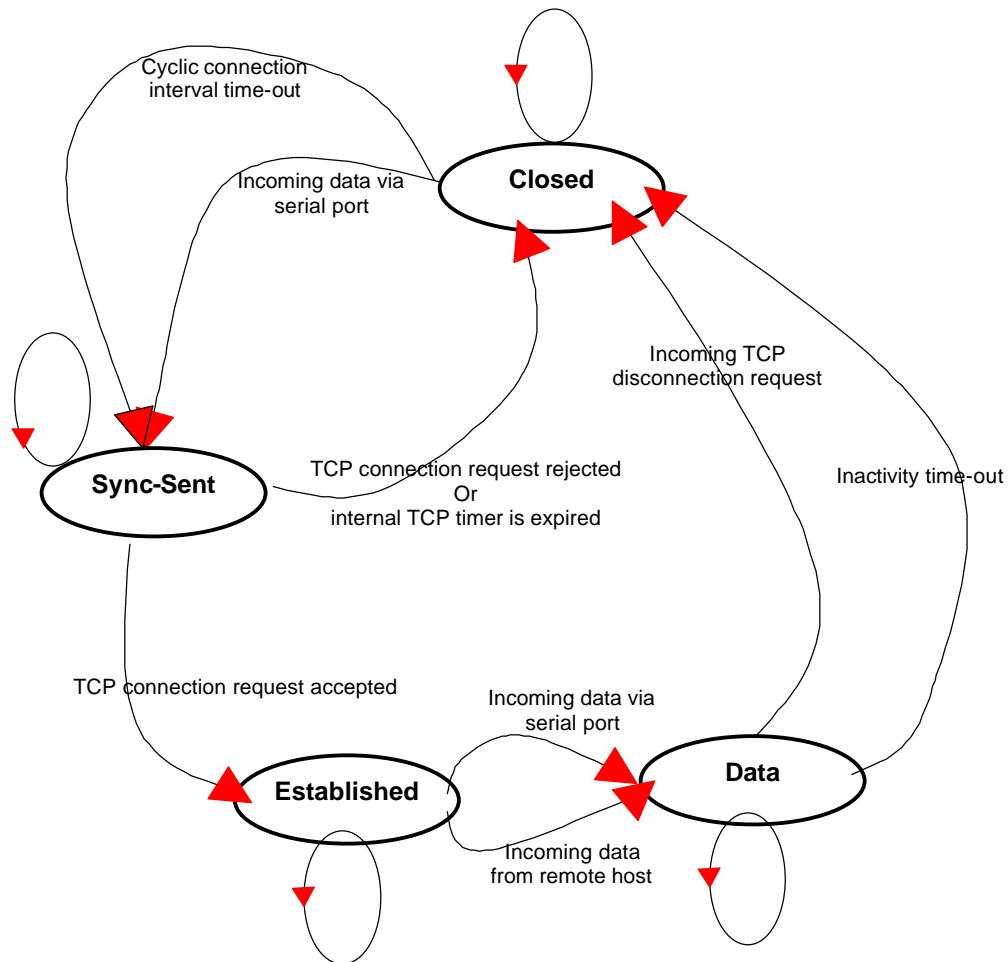 Cyclic connection
interval time-out
Closed
Incoming data via
serial port
Incoming TCP
disconnection request
Inactivity time-out
Sync-Sent
TCP connection request rejected
Or
internal TCP timer is expired
TCP connection request accepted
Incoming data via
serial port
Established
Data
Incoming data
from remote host